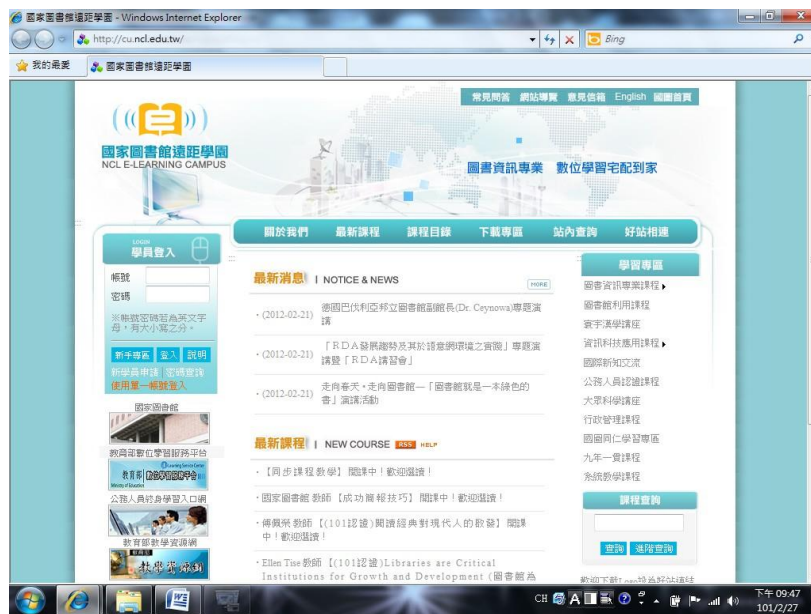 國家圖書館遠距學園 - Windows Internet Explorer
http://cu.ncl.edu.tw/
Bing
我的最愛
國家圖書館遠距學園
常見問答 網站導覽 意見信箱 English 國圖首頁
國家圖書館遠距學園
NCL E-LEARNING CAMPUS
圖書資訊專業 數位學習宅配到家
關於我們 最新課程 課程目錄 下載專區 站內查詢 好站相連
LOGIN
學員登入
帳號
密碼
※帳號密碼若為英文字
母，有大小寫之分。
新手專區 登入 說明
新學員申請 密碼查詢
使用單一帳號登入
國家圖書館
教育部數位學習服務平台
教育部 數位學習服務平台
公務人員終身學習入口網
教育部教學資源網
教學資源網
最新消息 | NOTICE & NEWS
MORE
· (2012-02-21) 德國巴伐利亞邦立圖書館副館長(Dr. Ceynowa)專題演
講
· (2012-02-21) 「RDA發展趨勢及其於語意網環境之實踐」專題演
講暨「RDA講習會」
· (2012-02-21) 走向春天‧走向圖書館—「圖書館就是一本綠色的
書」演講活動
最新課程 | NEW COURSE RSS HELP
· 【同步課程教學】開課中！歡迎選讀！
· 國家圖書館 教師【成功簡報技巧】開課中！歡迎選讀！
· 傅佩榮 教師【(101認證)閱讀經典對現代人的啟發】開課
中！歡迎選讀！
· Ellen Tise 教師【(101認證)Libraries are Critical
Institutions for Growth and Development (圖書館為
學習專區
圖書資訊專業課程
圖書館利用課程
寰宇漢學講座
資訊科技應用課程
國際新知交流
公務人員認證課程
大眾科學講座
行政管理課程
國圖同仁學習專區
九年一貫課程
系統教學課程
課程查詢
查詢 進階查詢
CH
下午 09:47
101/2/27